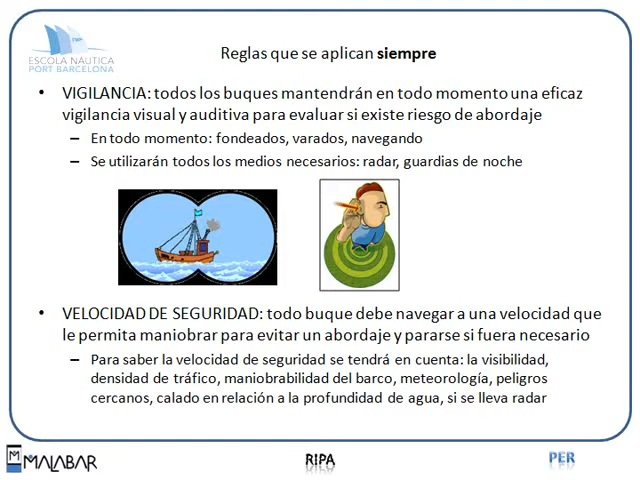 ESCOLA NÁUTICA
PORT BARCELONA
Reglas que se aplican siempre
• VIGILANCIA: todos los buques mantendrán en todo momento una eficaz
vigilancia visual y auditiva para evaluar si existe riesgo de abordaje
– En todo momento: fondeados, varados, navegando
– Se utilizarán todos los medios necesarios: radar, guardias de noche
• VELOCIDAD DE SEGURIDAD: todo buque debe navegar a una velocidad que
le permita maniobrar para evitar un abordaje y pararse si fuera necesario
– Para saber la velocidad de seguridad se tendrá en cuenta: la visibilidad,
densidad de tráfico, maniobrabilidad del barco, meteorología, peligros
cercanos, calado en relación a la profundidad de agua, si se lleva radar
MALABAR
RIPA
PER